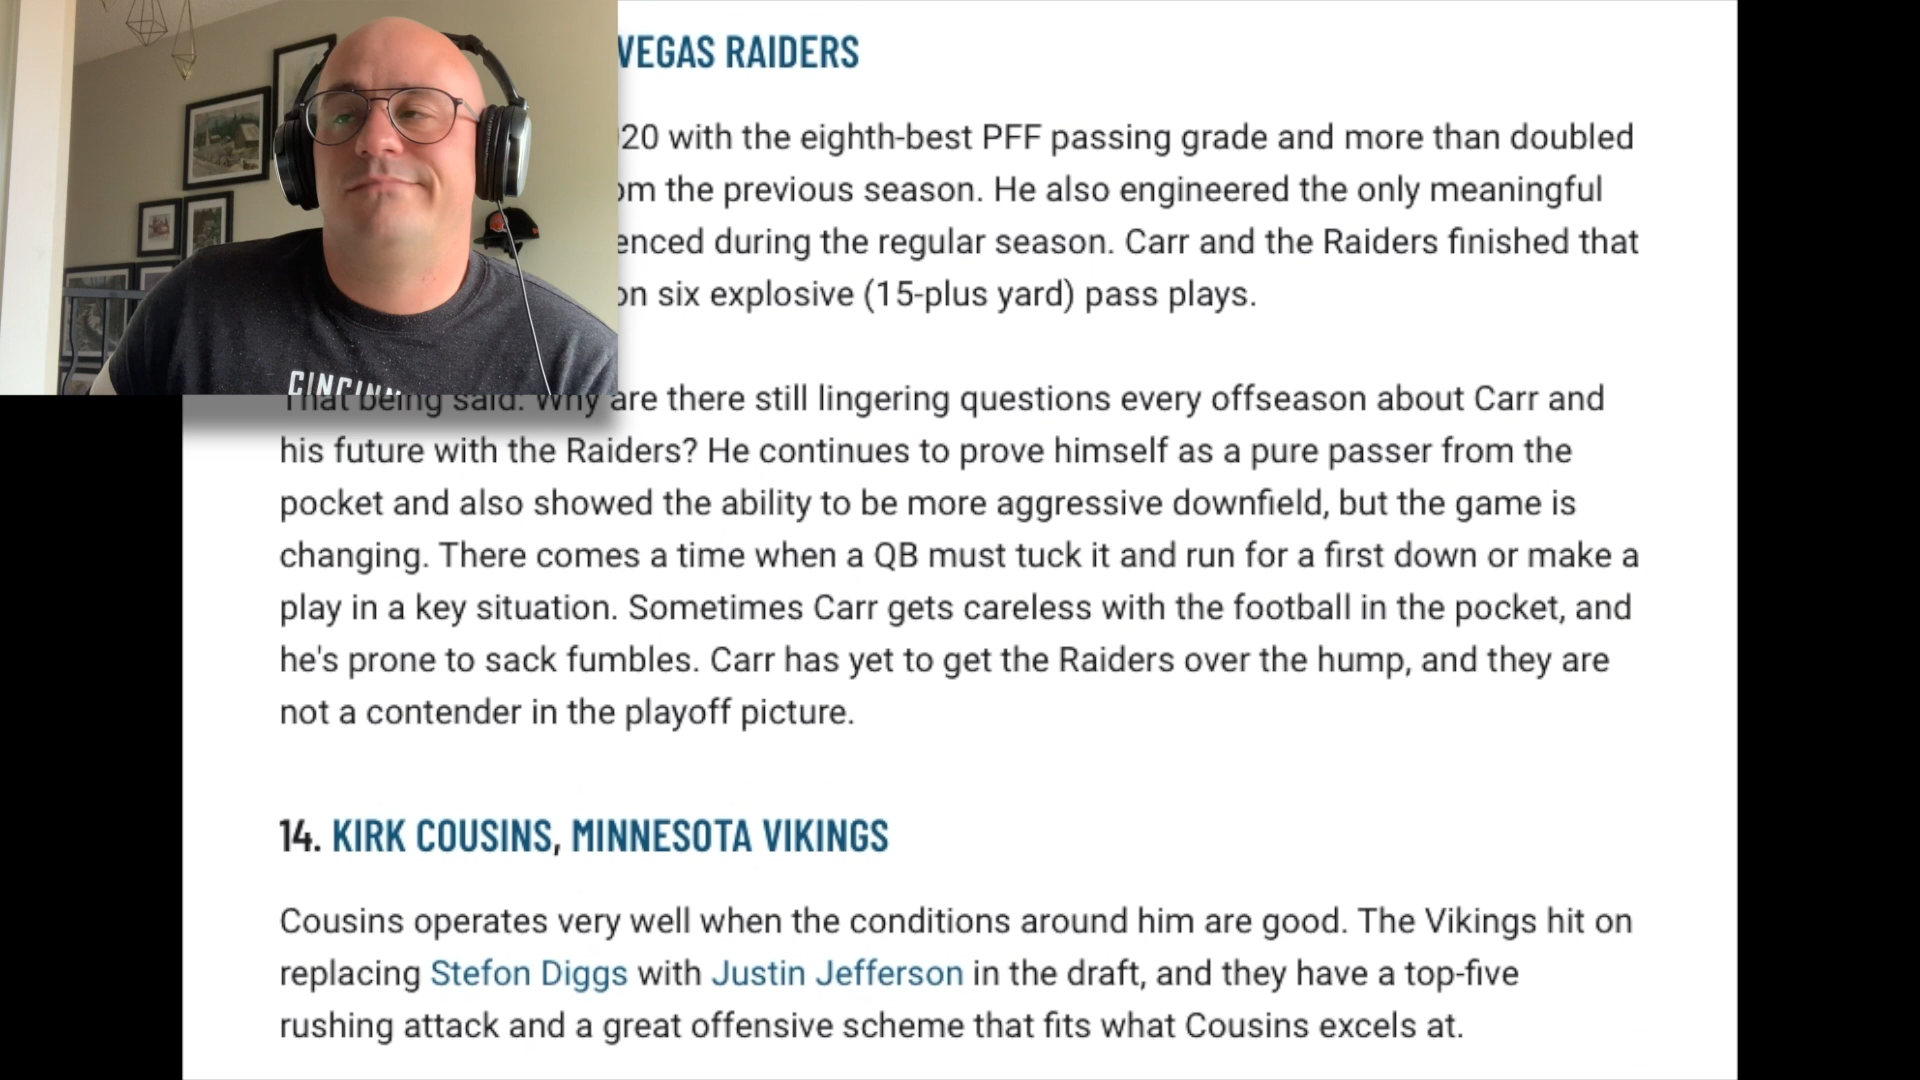 VEGAS RAIDERS
20 with the eighth-best PFF passing grade and more than doubled
om the previous season. He also engineered the only meaningful
enced during the regular season. Carr and the Raiders finished that
on six explosive (15-plus yard) pass plays.
CINCINN
That being said: Why are there still lingering questions every offseason about Carr and
his future with the Raiders? He continues to prove himself as a pure passer from the
pocket and also showed the ability to be more aggressive downfield, but the game is
changing. There comes a time when a QB must tuck it and run for a first down or make a
play in a key situation. Sometimes Carr gets careless with the football in the pocket, and
he's prone to sack fumbles. Carr has yet to get the Raiders over the hump, and they are
not a contender in the playoff picture.
14. KIRK COUSINS, MINNESOTA VIKINGS
Cousins operates very well when the conditions around him are good. The Vikings hit on
replacing Stefon Diggs with Justin Jefferson in the draft, and they have a top-five
rushing attack and a great offensive scheme that fits what Cousins excels at.